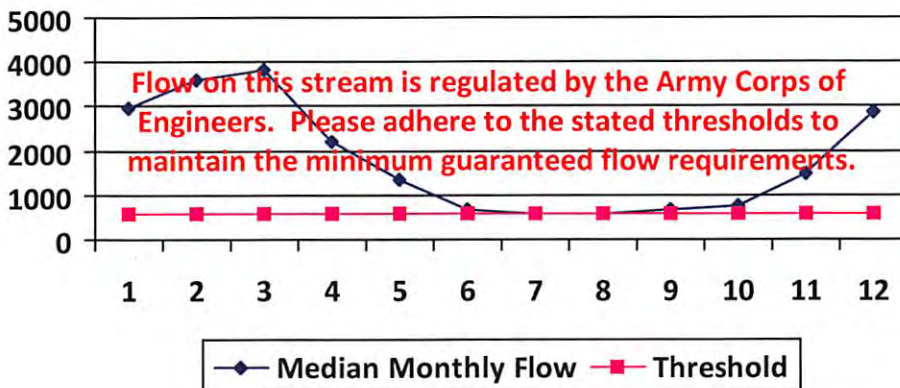 5000
4000
3000
2000
1000
0
Flow on this stream is regulated by the Army Corps of
Engineers. Please adhere to the stated thresholds to
maintain the minimum guaranteed flow requirements.
1 2 3 4 5 6 7 8 9 10 11 12
Median Monthly Flow Threshold